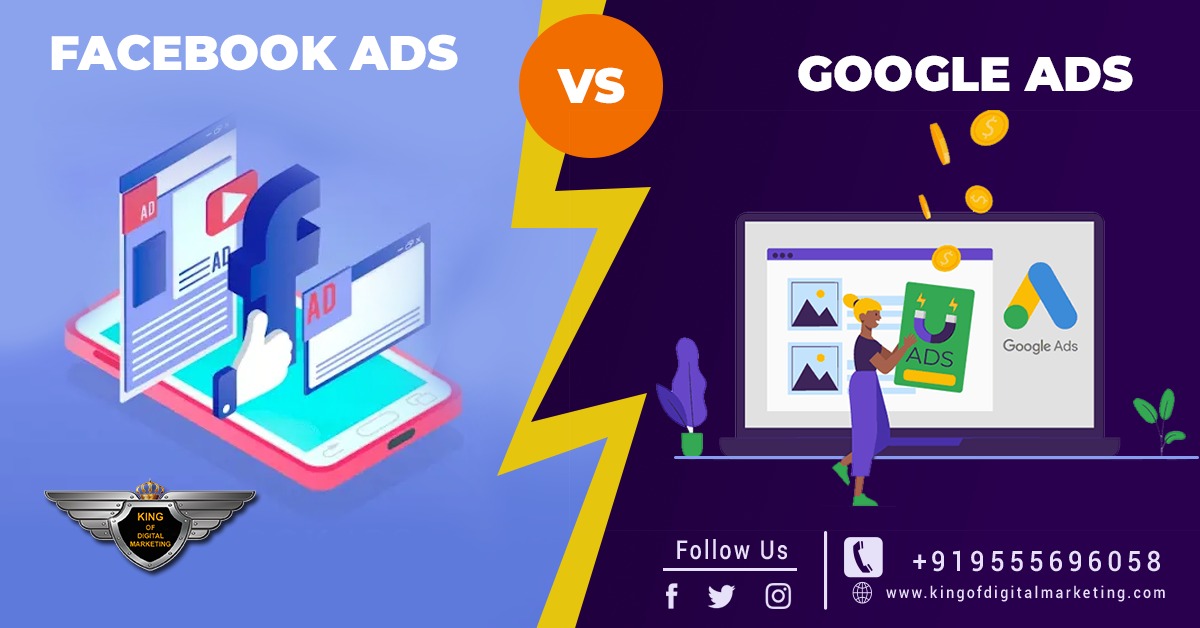 FACEBOOK ADS
VS
GOOGLE ADS
AD
AD
AD
ADS
Google Ads
KING
OF
DIGITAL
MARKETING
Follow Us
+919555696058
www.kingofdigitalmarketing.com